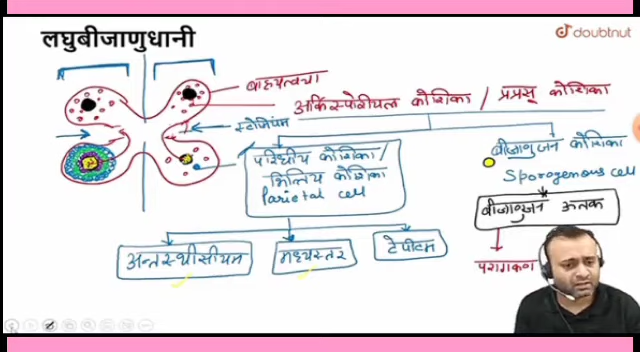 लघुबीजाणुधानी
doubtnut
बाह्यत्वचा
आर्किस्पोरीयल कोशिका / प्रप्रसू कोशिका
स्टोमियम
परिधीय कोशिका/
भित्तिय कोशिका
Parietal cell
बीजाणुजन कोशिका
Sporogenous cell
बीजाणुजन ऊतक
परागकण
अन्तस्थीसीयम
मध्यस्तर
टेपीटम